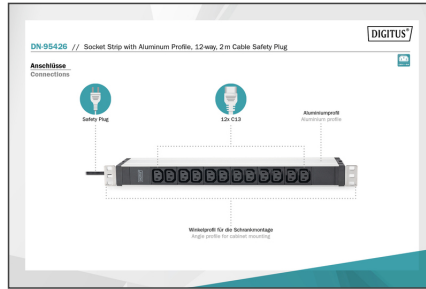 DIGITUS®
DN-95426 // Socket Strip with Aluminum Profile, 12-way, 2 m Cable Safety Plug
Anschlüsse
Connections
Safety Plug
12x C13
Aluminiumprofil
Aluminium profile
Winkelprofil für die Schrankmontage
Angle profile for cabinet mounting